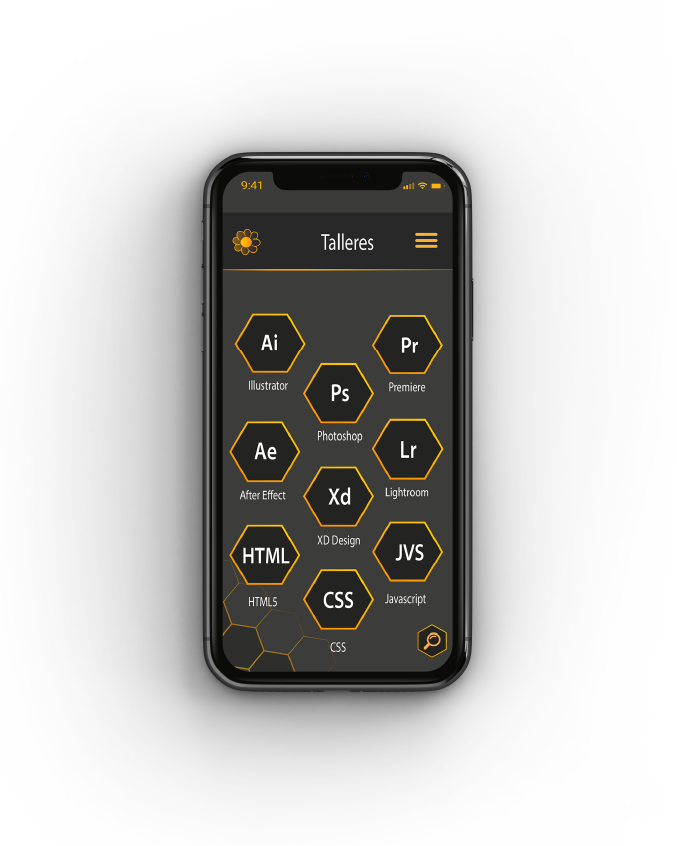 9:41
Talleres
Ai
Illustrator
Pr
Premiere
Ps
Photoshop
Ae
After Effect
Lr
Lightroom
Xd
XD Design
HTML
HTML5
JVS
Javascript
CSS
CSS